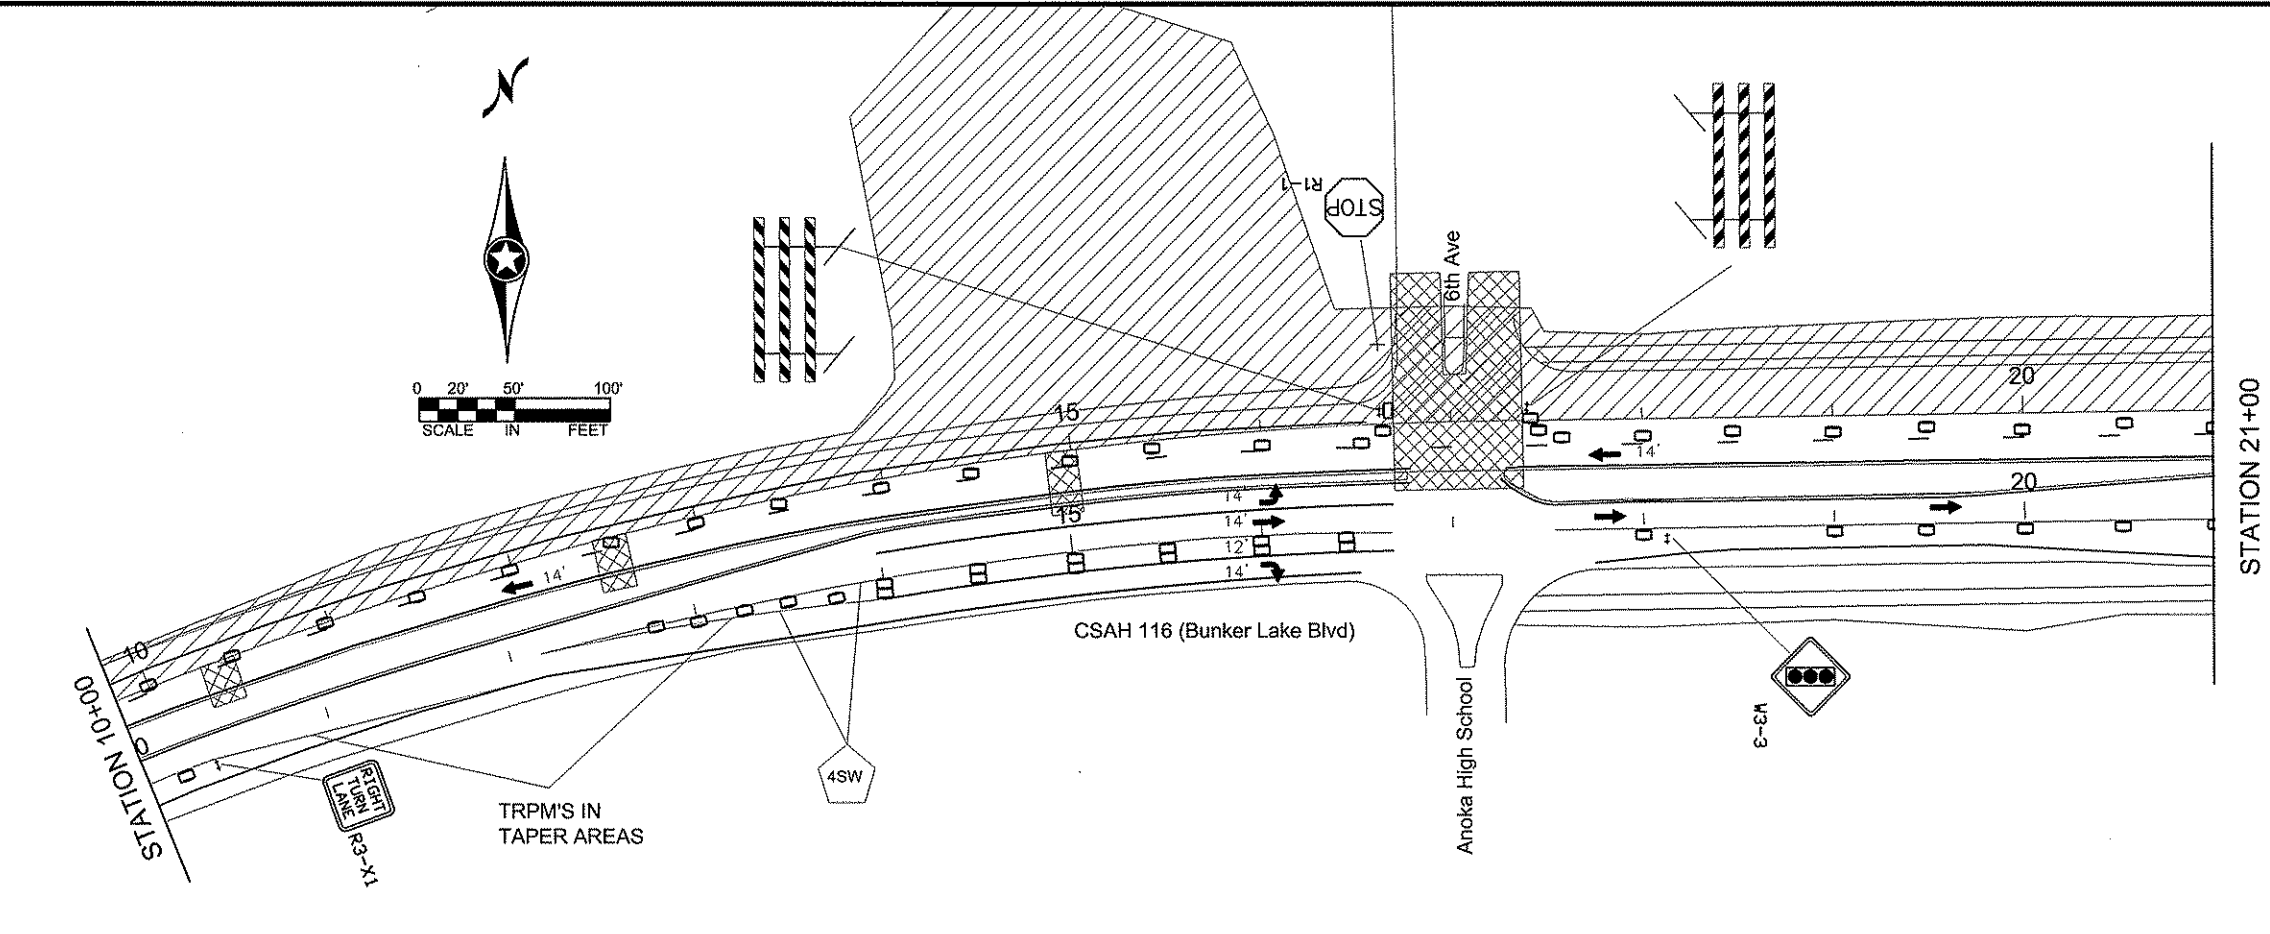 N
R1-1
STOP
6th Ave
0 20' 50' 100'
SCALE IN FEET
15
20
14'
STATION 21+00
14'
15
14'
20
12'
14'
14'
CSAH 116 (Bunker Lake Blvd)
10
0
STATION 10+00
RIGHT
TURN
LANE
R3-X1
TRPM'S IN
TAPER AREAS
4SW
Anoka High School
W3-3